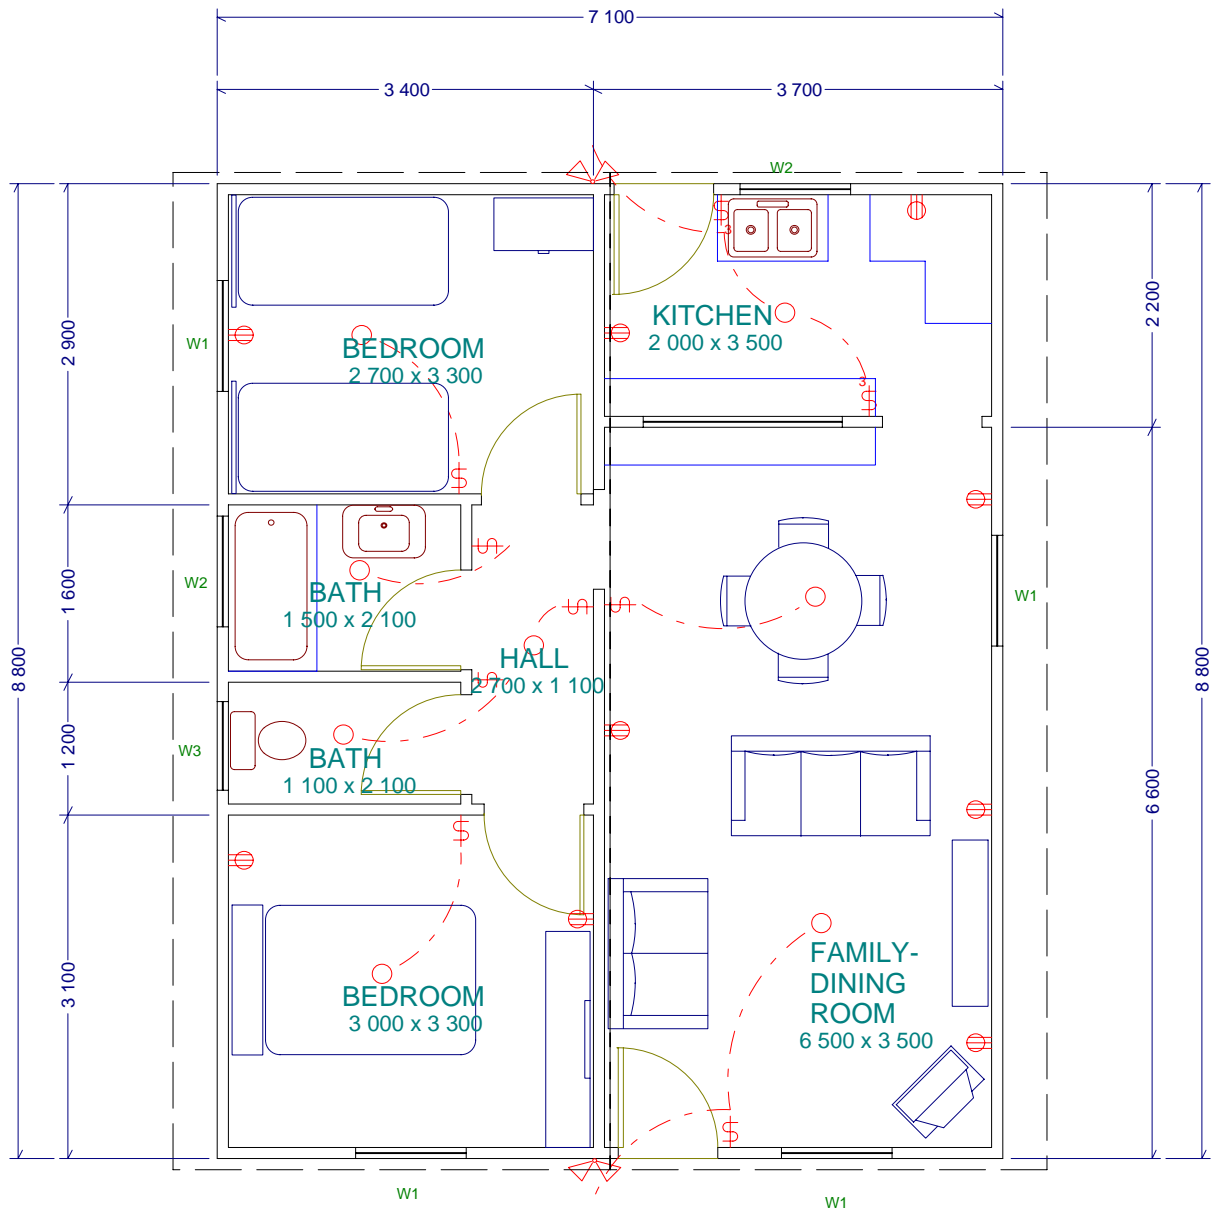 7 100
3 400
3 700
W2
KITCHEN
2 000 x 3 500
3
3
W1
BEDROOM
2 700 x 3 300
2 900
2 200
W2
BATH
1 500 x 2 100
1 600
W1
HALL
2 700 x 1 100
8 800
8 800
W3
BATH
1 100 x 2 100
1 200
6 600
BEDROOM
3 000 x 3 300
3 100
FAMILY-
DINING
ROOM
6 500 x 3 500
W1
W1